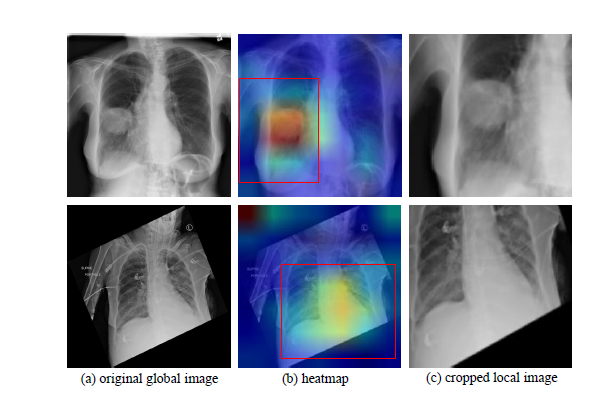 (a) original global image
(b) heatmap
(c) cropped local image